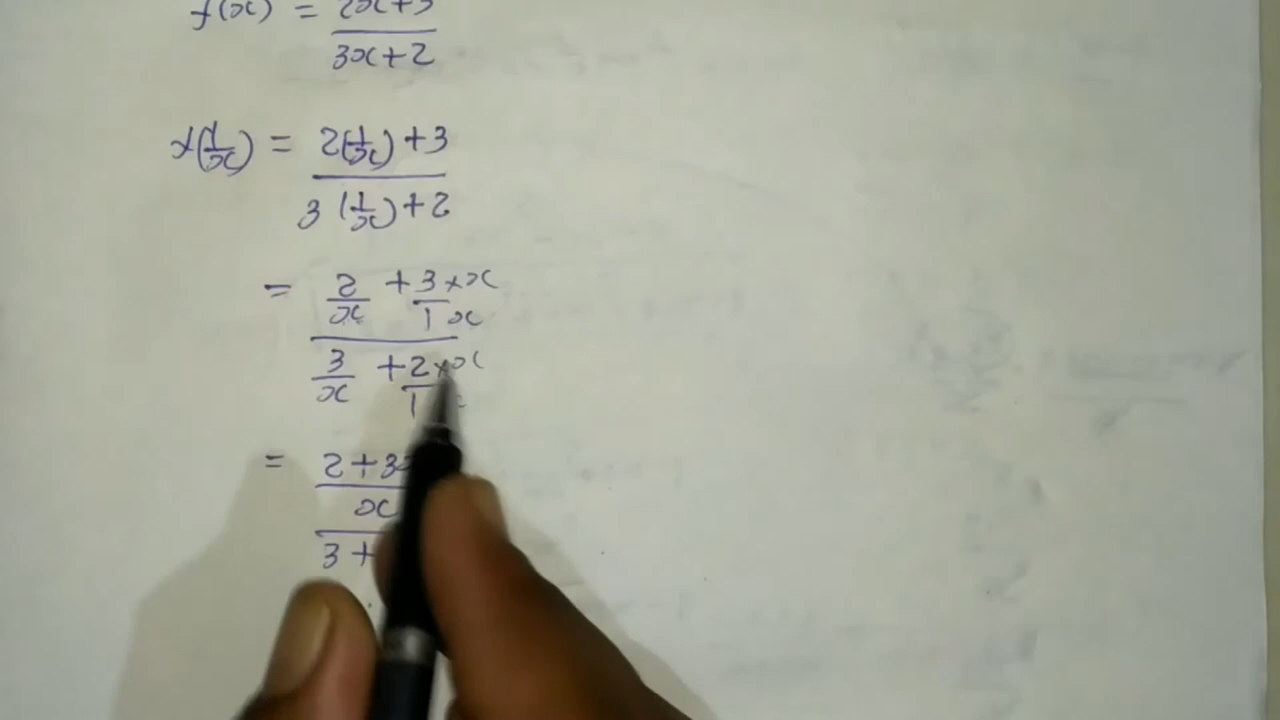 f(x) = 2x+3
3x+2
f(1/x) = 2(1/x) +3
3 (1/x) +2
= 2/x + 3×x/1 x
3/x + 2×x/1
= 2+3
x
3+